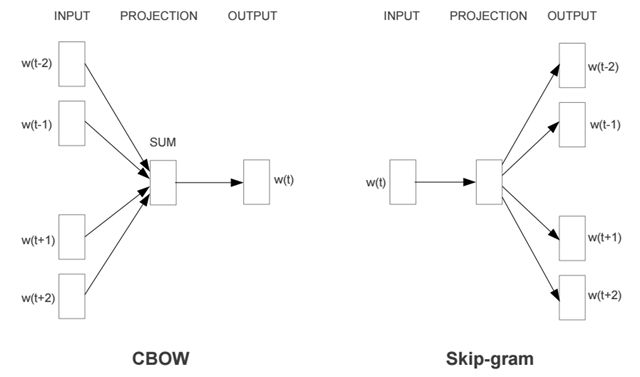 INPUT PROJECTION OUTPUT
w(t-2)
w(t-1)
SUM
w(t)
w(t+1)
w(t+2)
CBOW
INPUT PROJECTION OUTPUT
w(t-2)
w(t-1)
w(t)
w(t+1)
w(t+2)
Skip-gram